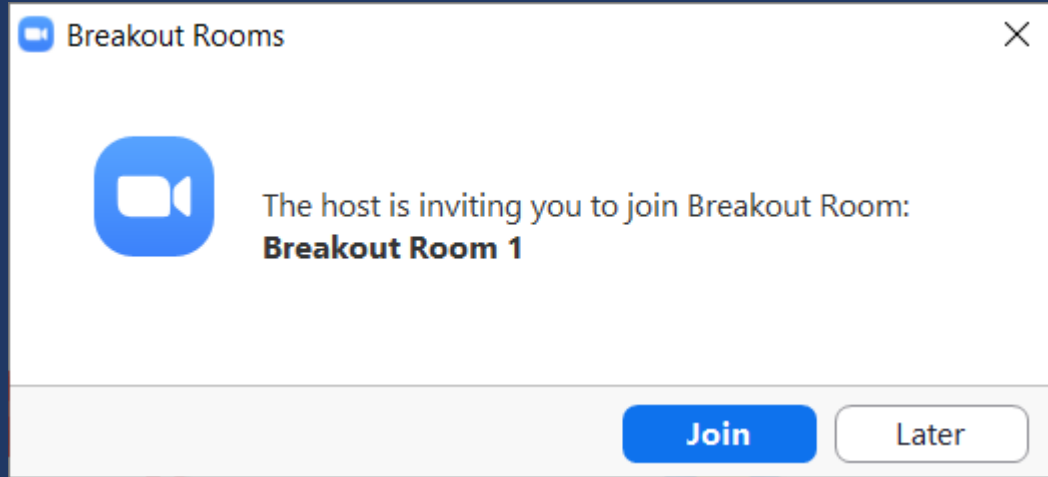 Breakout Rooms
The host is inviting you to join Breakout Room:
Breakout Room 1
Join
Later